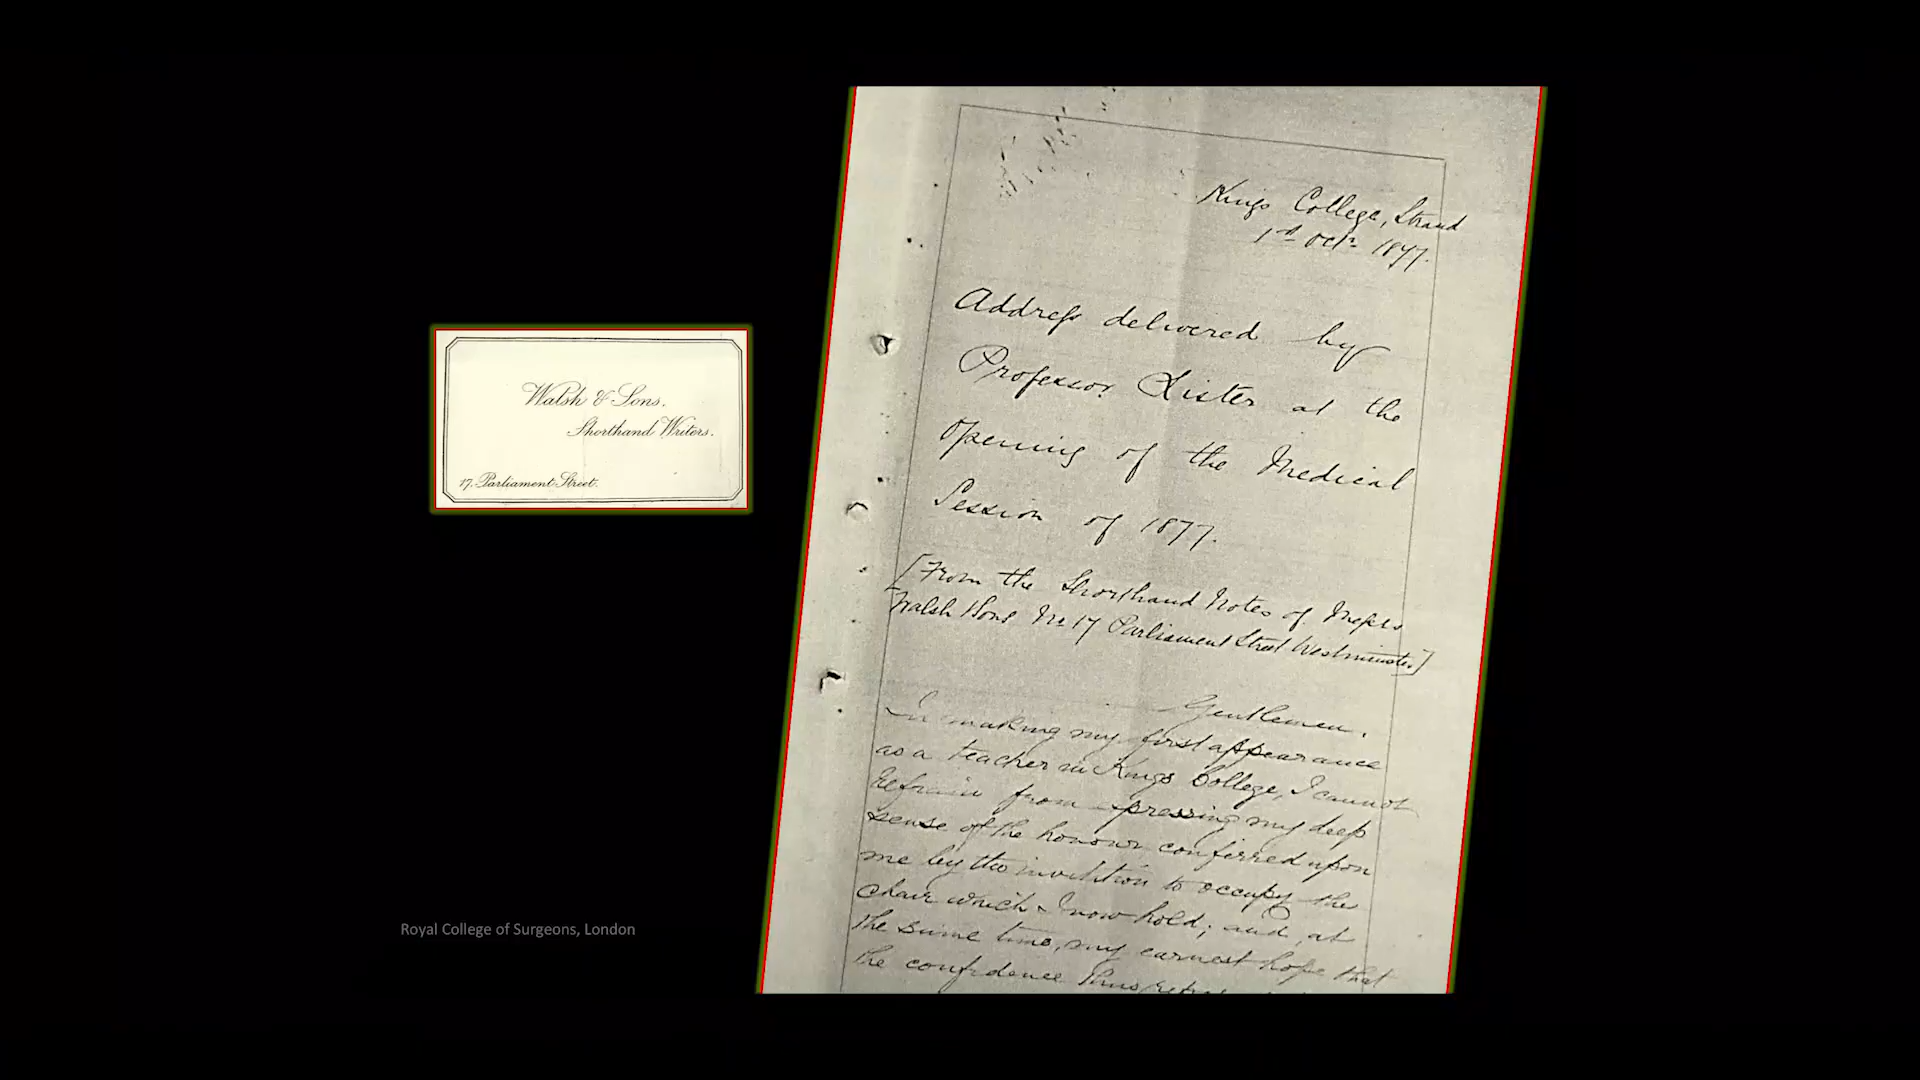 Walsh & Sons.
Shorthand Writers.
17. Parliament Street.
Royal College of Surgeons, London
Kings College, Strand
1st Octr 1877.
Address delivered by
Professor Lister at the
opening of the Medical
Session of 1877.
[From the Shorthand Notes of Messrs
Walsh & Sons No 17 Parliament Street Westminster]
Gentlemen,
In making my first appearance
as a teacher in Kings College, I cannot
refrain from expressing my deep
sense of the honour conferred upon
me by the invitation to occupy the
chair which I now hold; and, at
the same time, my earnest hope that
the confidence thus